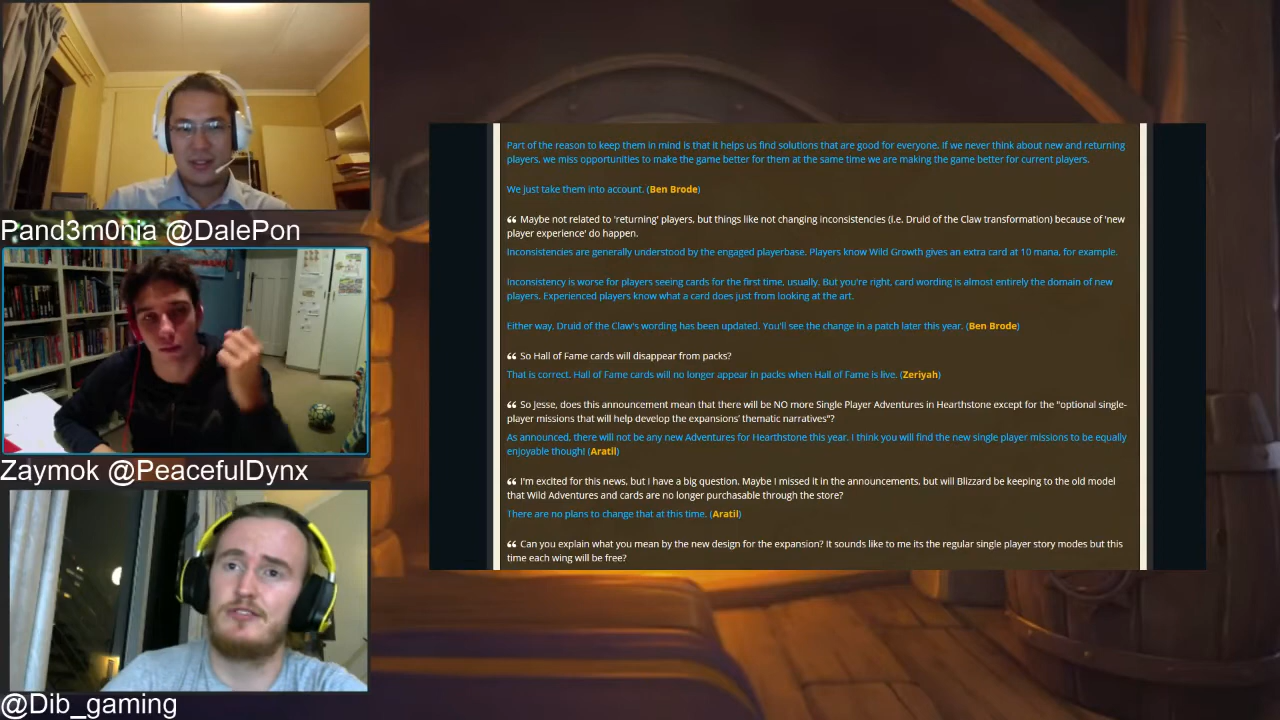 Pand3m0nia @DalePon
Zaymok @PeacefulDynx
@Dib_gaming
Part of the reason to keep them in mind is that it helps us find solutions that are good for everyone. If we never think about new and returning
players, we miss opportunities to make the game better for them at the same time we are making the game better for current players.
We just take them into account. (Ben Brode)
“ Maybe not related to 'returning' players, but things like not changing inconsistencies (i.e. Druid of the Claw transformation) because of 'new
player experience' do happen.
Inconsistencies are generally understood by the engaged playerbase. Players know Wild Growth gives an extra card at 10 mana, for example.
Inconsistency is worse for players seeing cards for the first time, usually. But you're right, card wording is almost entirely the domain of new
players. Experienced players know what a card does just from looking at the art.
Either way. Druid of the Claw's wording has been updated. You'll see the change in a patch later this year. (Ben Brode)
“ So Hall of Fame cards will disappear from packs?
That is correct. Hall of Fame cards will no longer appear in packs when Hall of Fame is live. (Zeriyah)
“ So Jesse, does this announcement mean that there will be NO more Single Player Adventures in Hearthstone except for the "optional single-
player missions that will help develop the expansions' thematic narratives"?
As announced, there will not be any new Adventures for Hearthstone this year. I think you will find the new single player missions to be equally
enjoyable though! (Aratil)
“ I'm excited for this news, but I have a big question. Maybe I missed it in the announcements, but will Blizzard be keeping to the old model
that Wild Adventures and cards are no longer purchasable through the store?
There are no plans to change that at this time. (Aratil)
“ Can you explain what you mean by the new design for the expansion? It sounds like to me its the regular single player story modes but this
time each wing will be free?